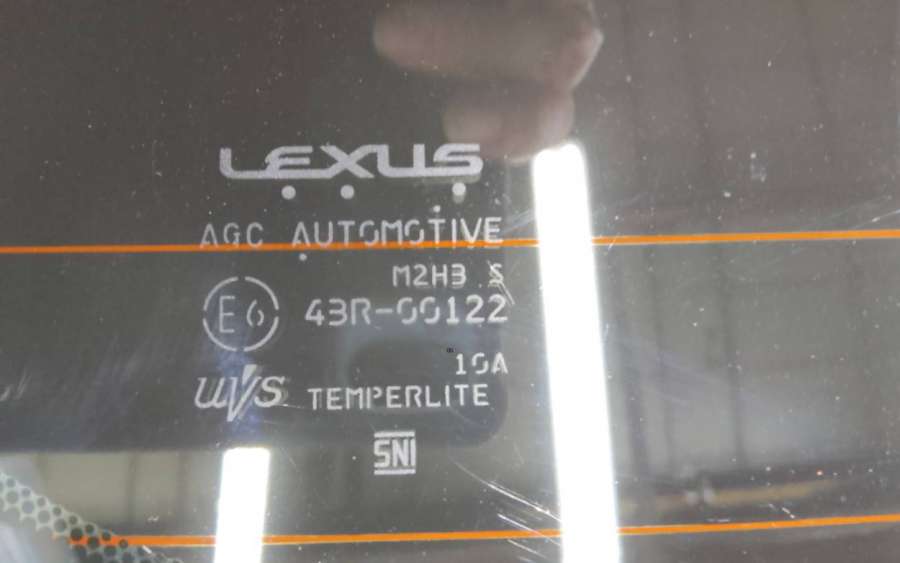 LEXUS
AGC AUTOMOTIVE
M2H3 S
E6 43R-00122
10A
UVS TEMPERLITE
SNI